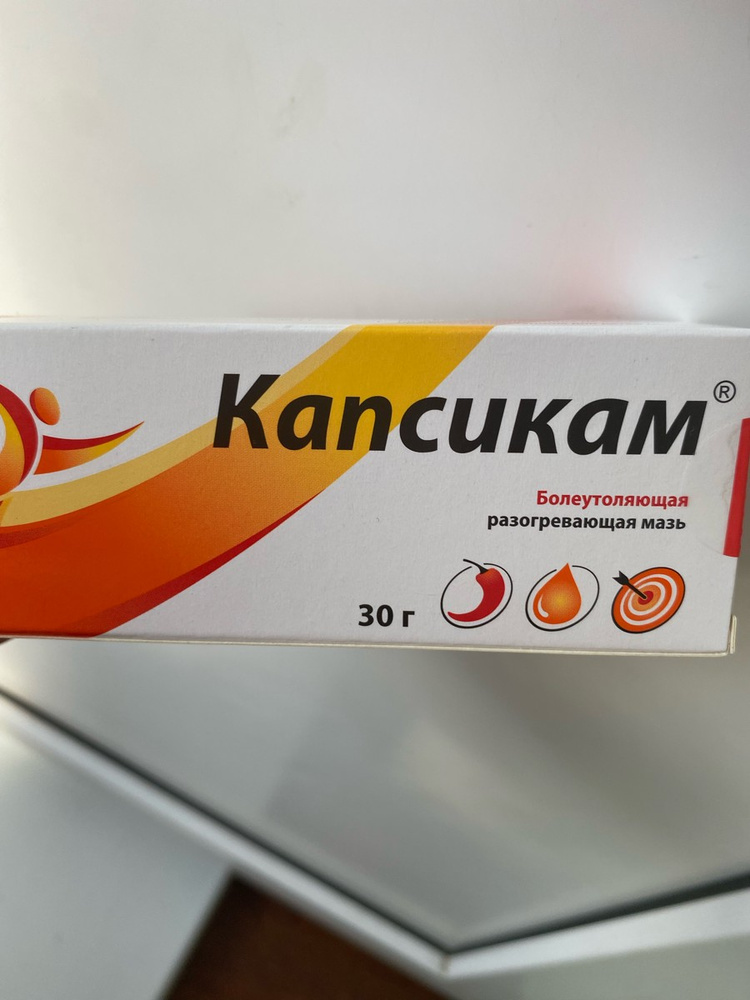 Капсикам®
Болеутоляющая
разогревающая мазь
30 г